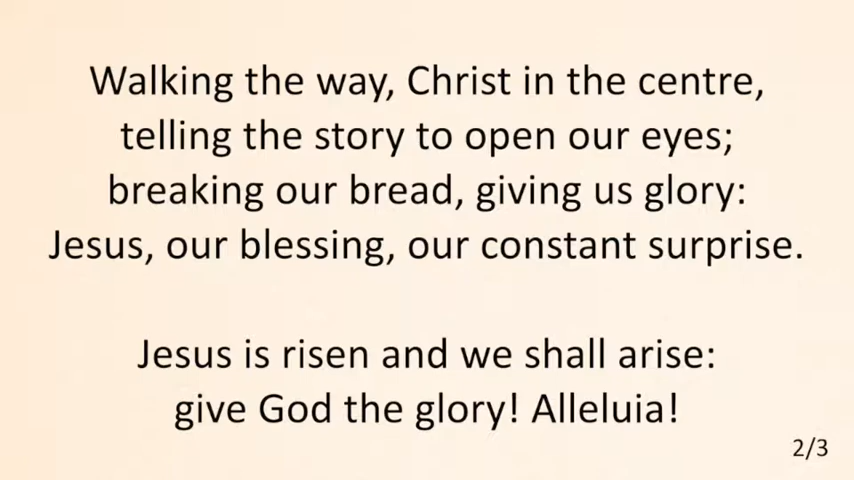 Walking the way, Christ in the centre,
telling the story to open our eyes;
breaking our bread, giving us glory:
Jesus, our blessing, our constant surprise.
Jesus is risen and we shall arise:
give God the glory! Alleluia!
2/3